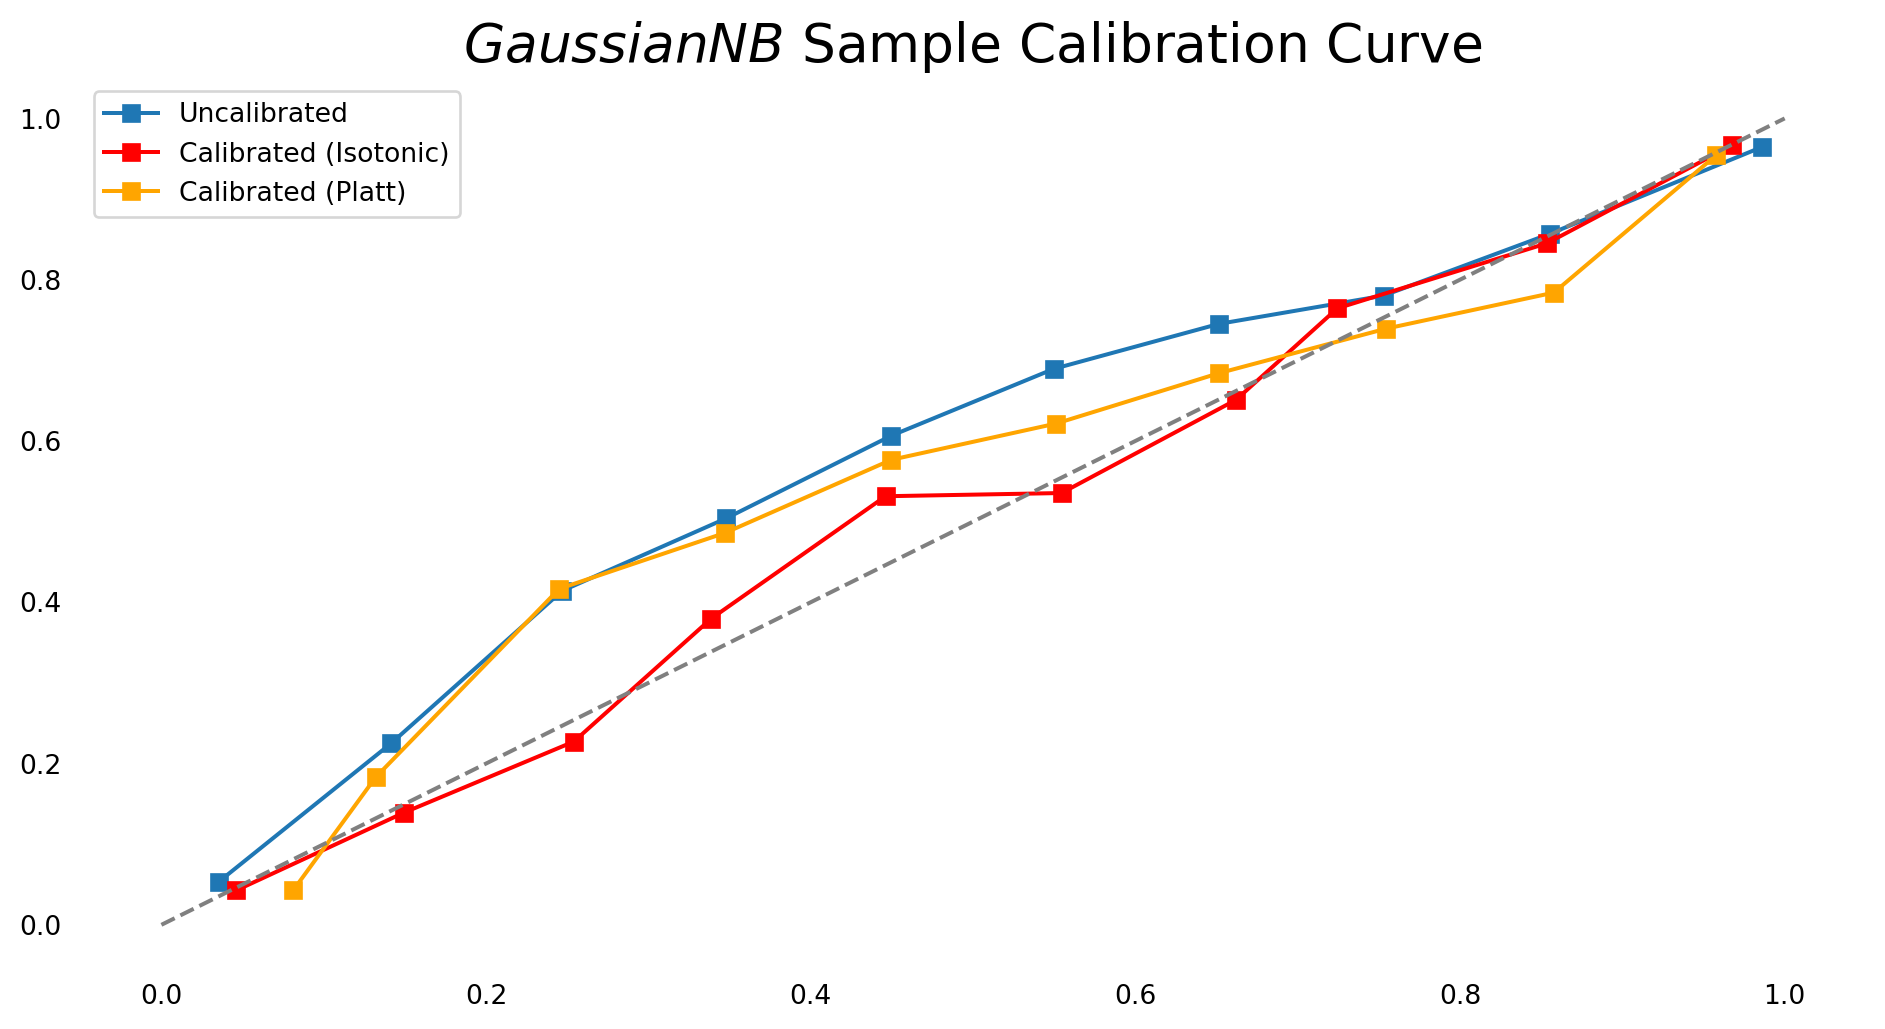 GaussianNB Sample Calibration Curve
Uncalibrated
Calibrated (Isotonic)
Calibrated (Platt)
1.0
0.8
0.6
0.4
0.2
0.0
0.0 0.2 0.4 0.6 0.8 1.0